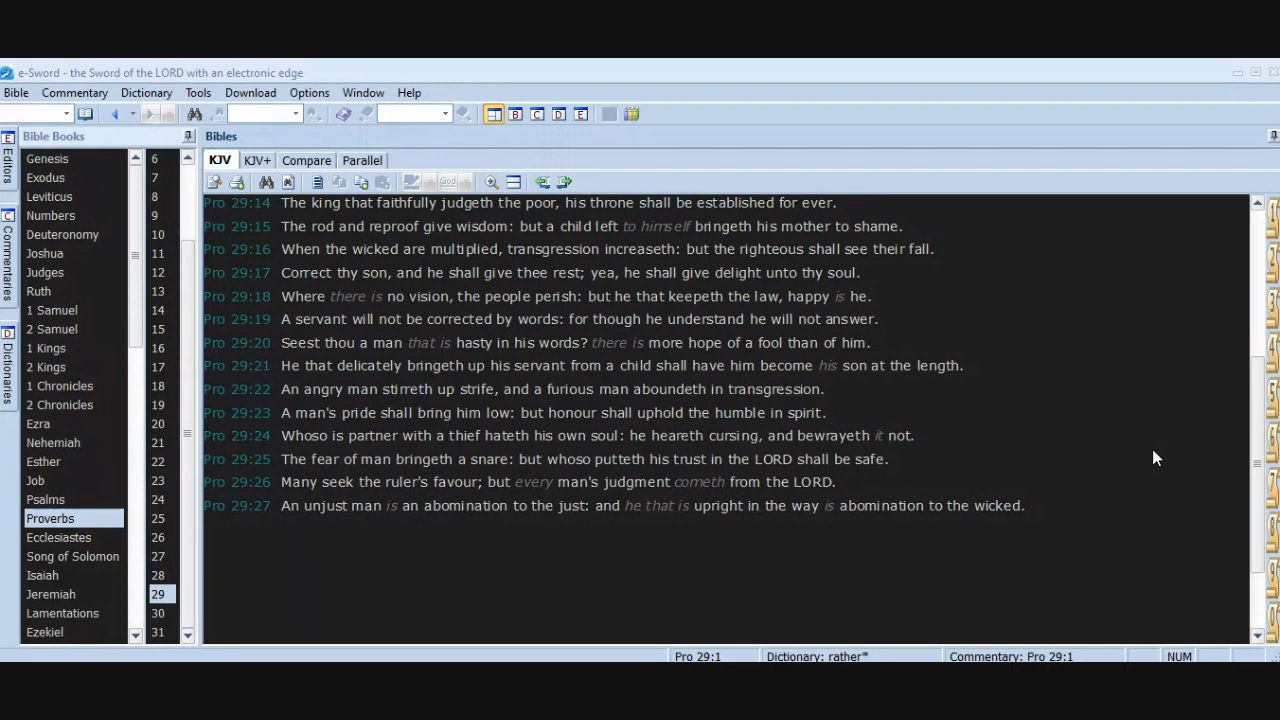 e-Sword - the Sword of the LORD with an electronic edge
Bible Commentary Dictionary Tools Download Options Window Help
B C D E
E Editors
C Commentaries
D Dictionaries
Bible Books
Genesis
Exodus
Leviticus
Numbers
Deuteronomy
Joshua
Judges
Ruth
1 Samuel
2 Samuel
1 Kings
2 Kings
1 Chronicles
2 Chronicles
Ezra
Nehemiah
Esther
Job
Psalms
Proverbs
Ecclesiastes
Song of Solomon
Isaiah
Jeremiah
Lamentations
Ezekiel
6
7
8
9
10
11
12
13
14
15
16
17
18
19
20
21
22
23
24
25
26
27
28
29
30
31
Bibles
KJV KJV+ Compare Parallel
God
Pro 29:14 The king that faithfully judgeth the poor, his throne shall be established for ever.
Pro 29:15 The rod and reproof give wisdom: but a child left to himself bringeth his mother to shame.
Pro 29:16 When the wicked are multiplied, transgression increaseth: but the righteous shall see their fall.
Pro 29:17 Correct thy son, and he shall give thee rest; yea, he shall give delight unto thy soul.
Pro 29:18 Where there is no vision, the people perish: but he that keepeth the law, happy is he.
Pro 29:19 A servant will not be corrected by words: for though he understand he will not answer.
Pro 29:20 Seest thou a man that is hasty in his words? there is more hope of a fool than of him.
Pro 29:21 He that delicately bringeth up his servant from a child shall have him become his son at the length.
Pro 29:22 An angry man stirreth up strife, and a furious man aboundeth in transgression.
Pro 29:23 A man's pride shall bring him low: but honour shall uphold the humble in spirit.
Pro 29:24 Whoso is partner with a thief hateth his own soul: he heareth cursing, and bewrayeth it not.
Pro 29:25 The fear of man bringeth a snare: but whoso putteth his trust in the LORD shall be safe.
Pro 29:26 Many seek the ruler's favour; but every man's judgment cometh from the LORD.
Pro 29:27 An unjust man is an abomination to the just: and he that is upright in the way is abomination to the wicked.
Pro 29:1 Dictionary: rather* Commentary: Pro 29:1 NUM